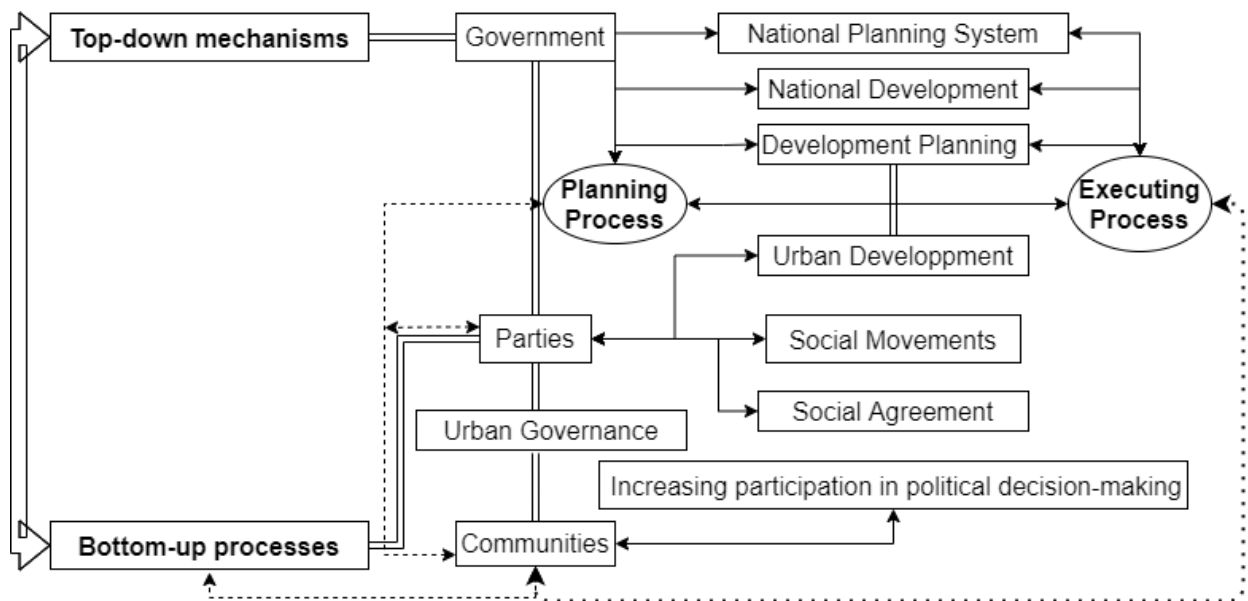 Top-down mechanisms
Government
National Planning System
National Development
Development Planning
Planning
Process
Executing
Process
Urban Developpment
Parties
Social Movements
Social Agreement
Urban Governance
Increasing participation in political decision-making
Bottom-up processes
Communities